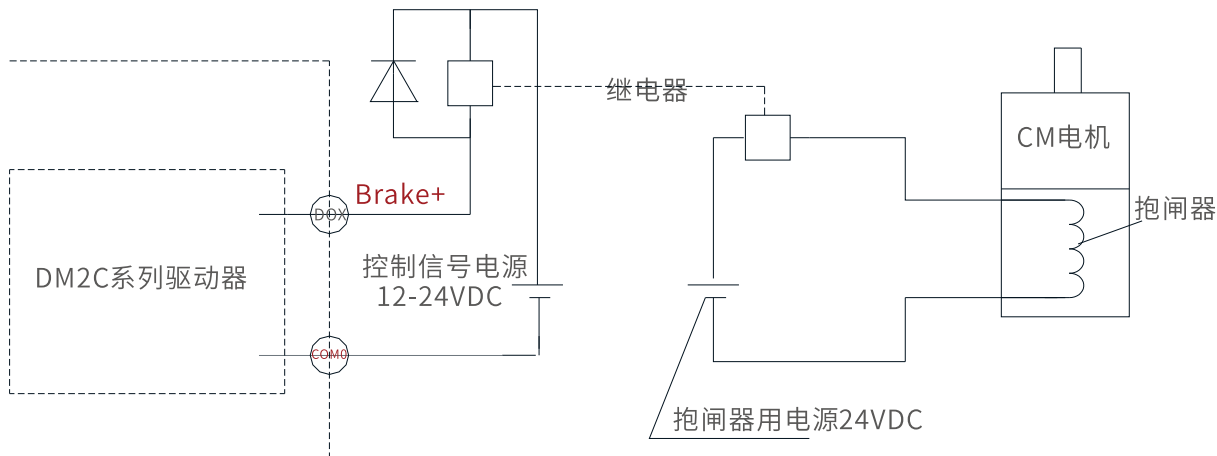 继电器
CM电机
Brake+
DOX
抱闸器
控制信号电源
12-24VDC
DM2C系列驱动器
COM0
抱闸器用电源24VDC